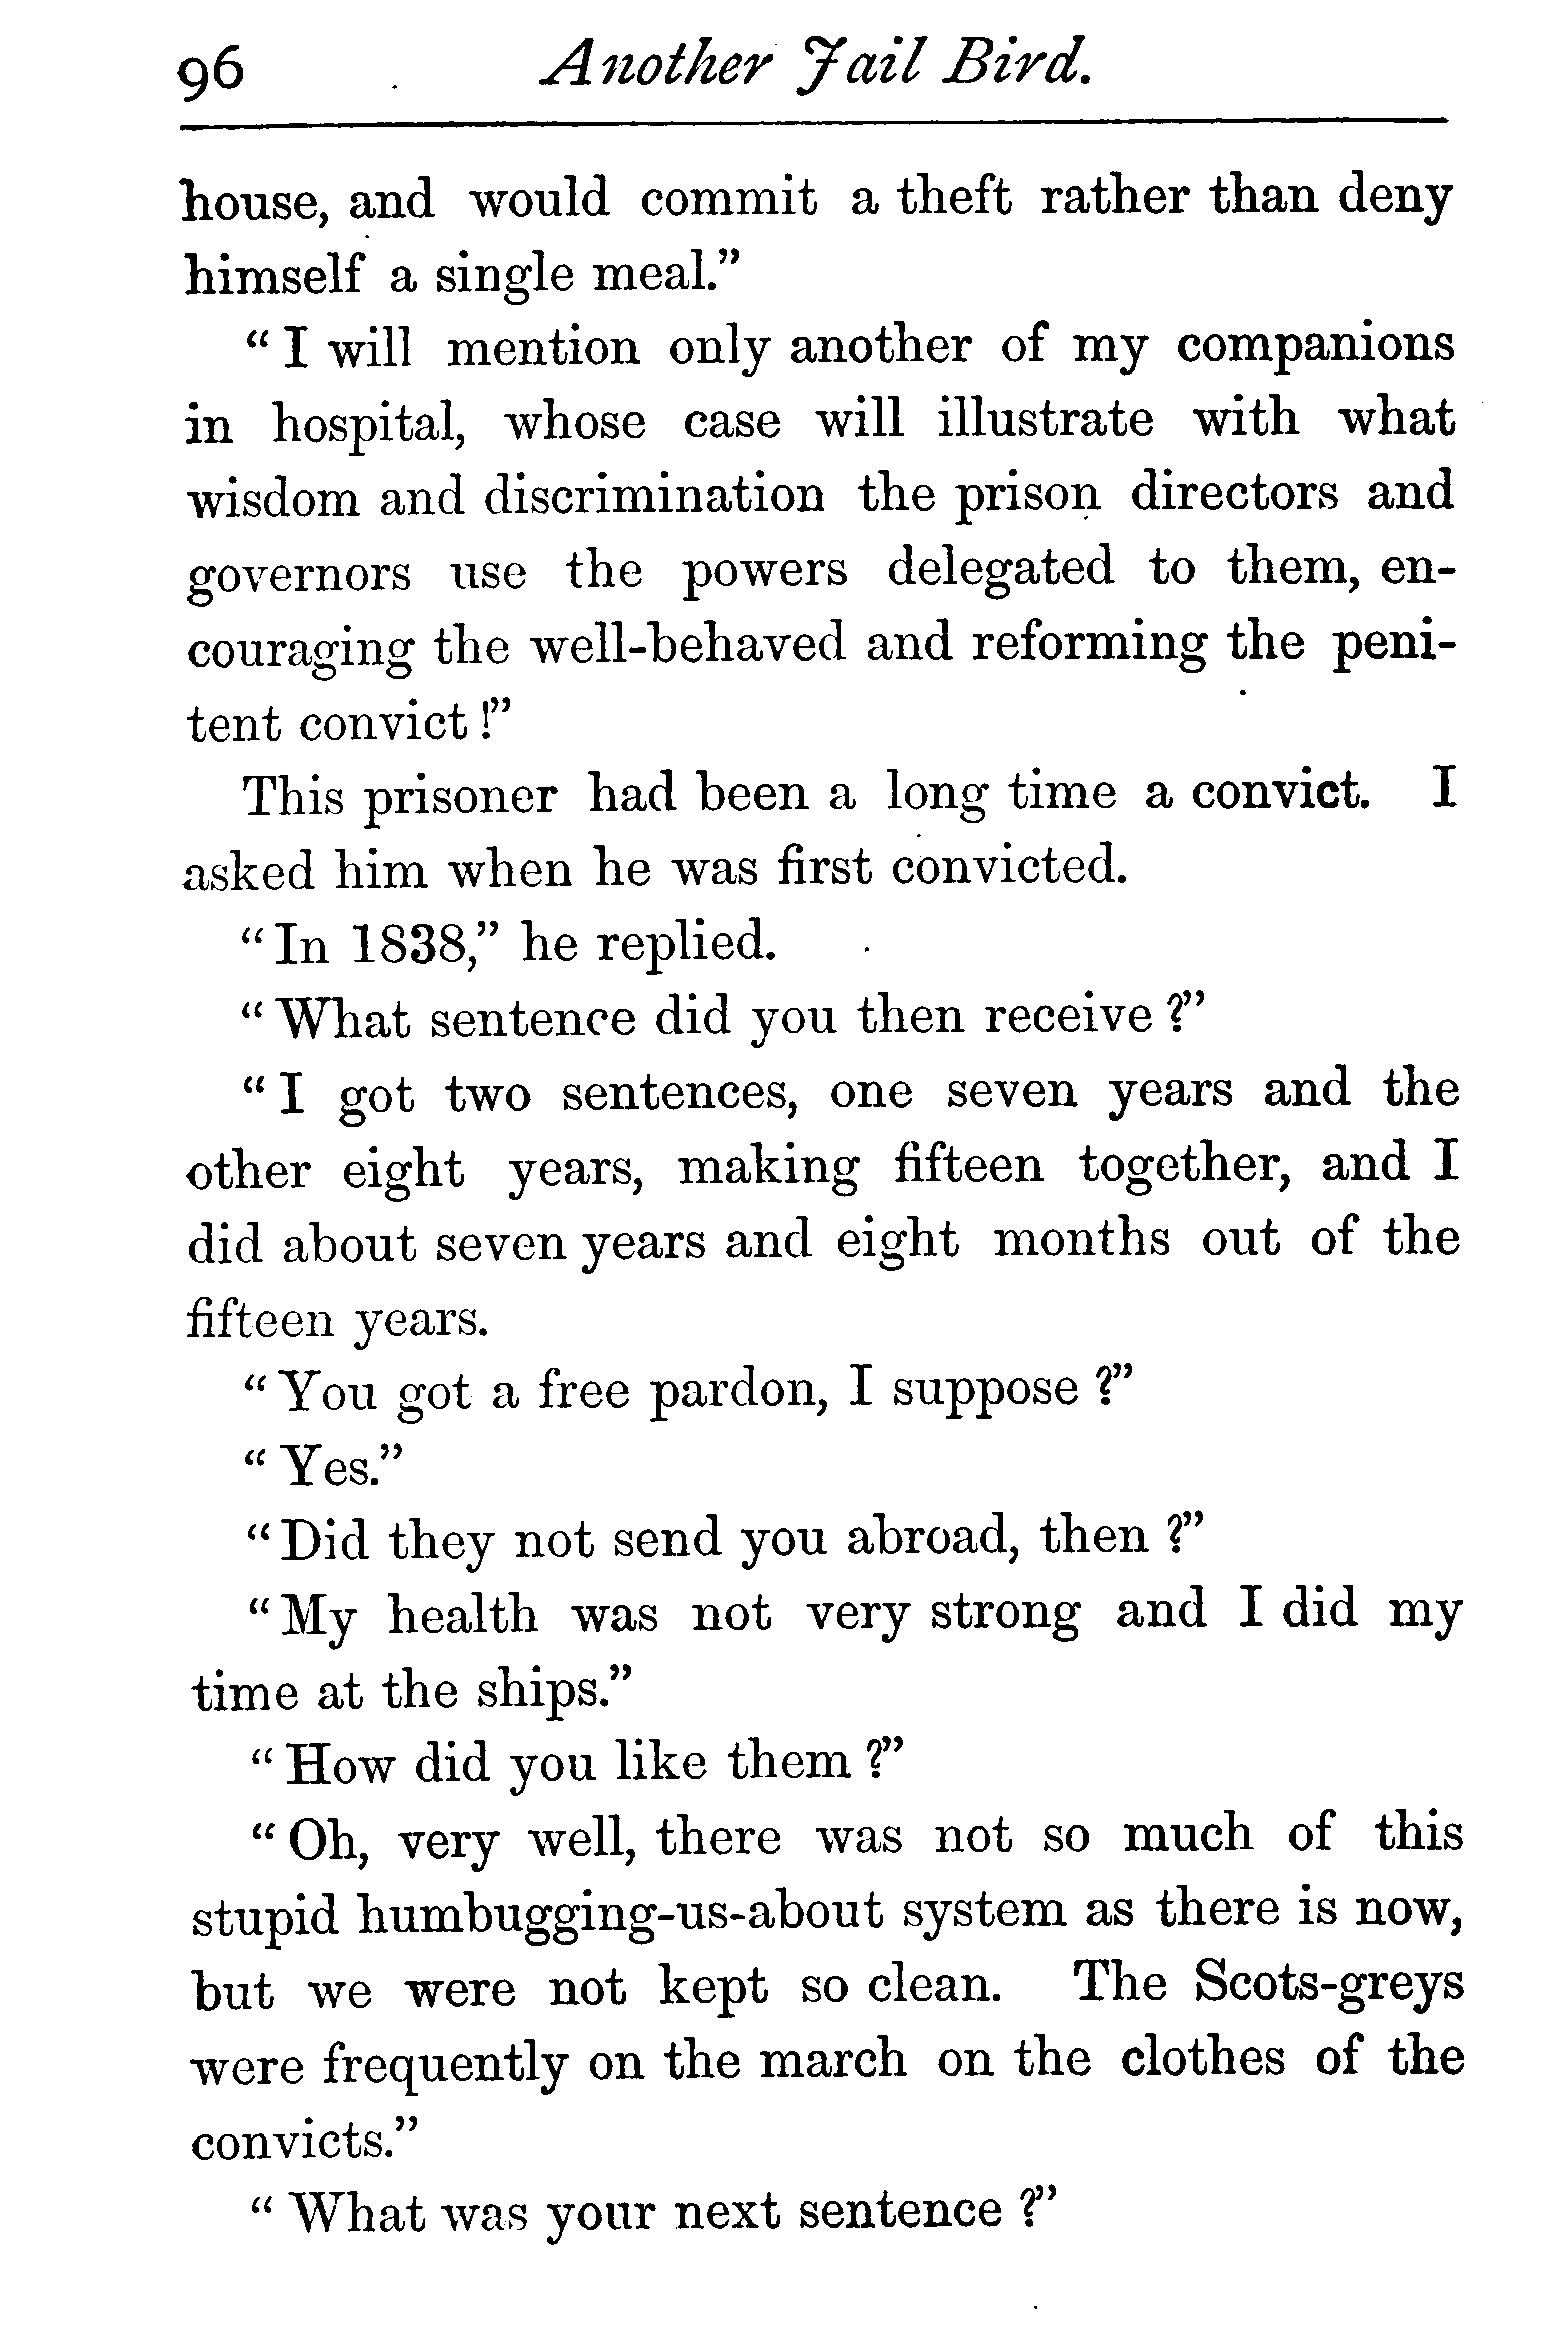 96 Another Jail Bird.
house, and would commit a theft rather than deny
himself a single meal."
"I will mention only another of my companions
in hospital, whose case will illustrate with what
wisdom and discrimination the prison directors and
governors use the powers delegated to them, en-
couraging the well-behaved and reforming the peni-
tent convict!"
This prisoner had been a long time a convict. I
asked him when he was first convicted.
"In 1838," he replied.
"What sentence did you then receive?"
"I got two sentences, one seven years and the
other eight years, making fifteen together, and I
did about seven years and eight months out of the
fifteen years.
"You got a free pardon, I suppose?"
"Yes."
"Did they not send you abroad, then?"
"My health was not very strong and I did my
time at the ships."
"How did you like them?"
"Oh, very well, there was not so much of this
stupid humbugging-us-about system as there is now,
but we were not kept so clean. The Scots-greys
were frequently on the march on the clothes of the
convicts."
"What was your next sentence?"